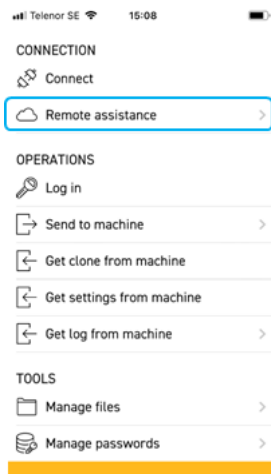 Telenor SE 15:08
CONNECTION
Connect
Remote assistance
OPERATIONS
Log in
Send to machine
Get clone from machine
Get settings from machine
Get log from machine
TOOLS
Manage files
Manage passwords